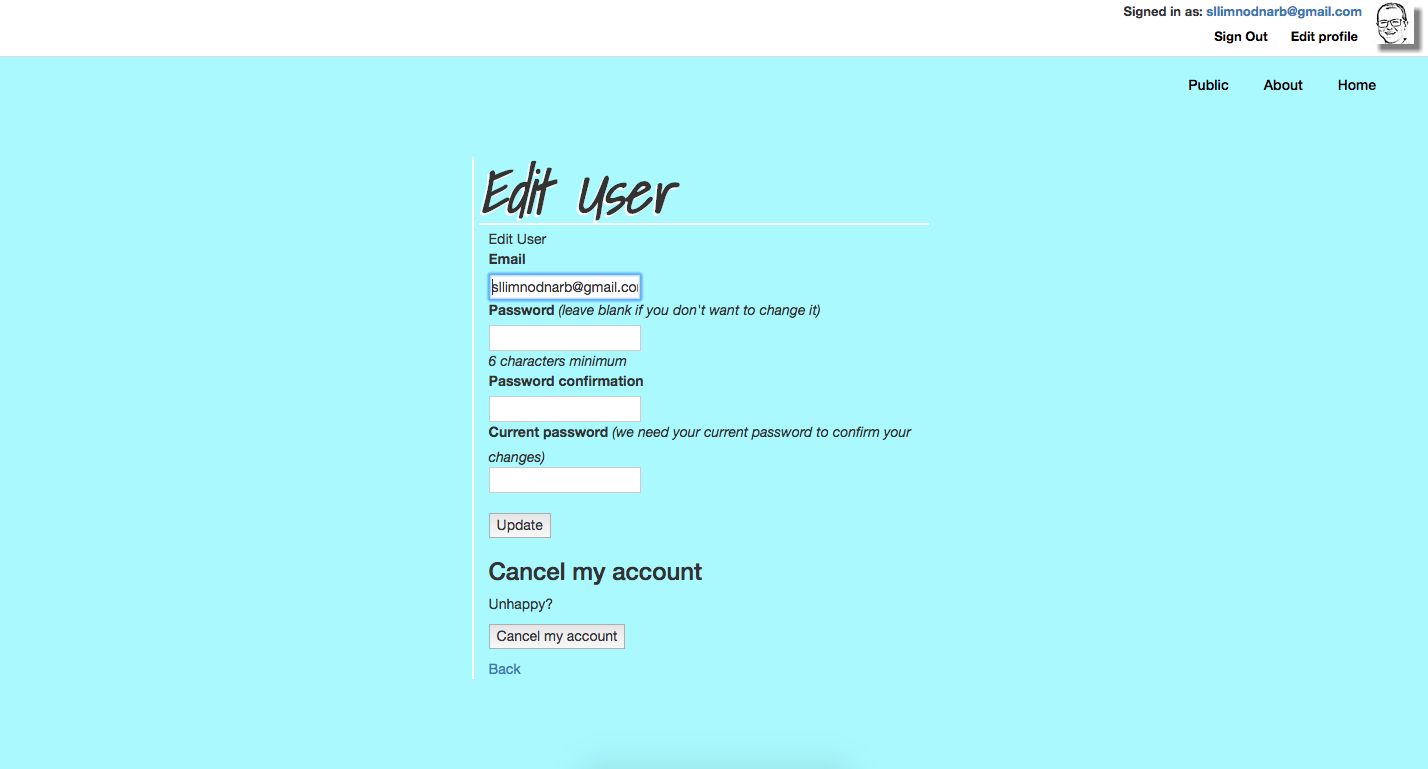 Signed in as: sllimnodnarb@gmail.com
Sign Out Edit profile
Public About Home
Edit User
Edit User
Email
sllimnodnarb@gmail.co
Password (leave blank if you don't want to change it)
6 characters minimum
Password confirmation
Current password (we need your current password to confirm your
changes)
Update
Cancel my account
Unhappy?
Cancel my account
Back